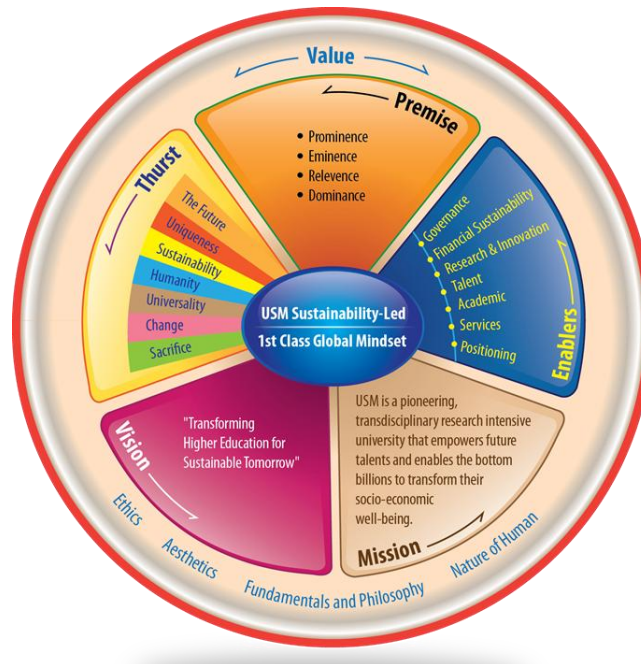 Value
Premise
• Prominence
• Eminence
• Relevence
• Dominance
Thurst
The Future
Uniqueness
Sustainability
Humanity
Universality
Change
Sacrifice
Governance
Financial Sustainability
Research & Innovation
Talent
Academic
Services
Positioning
Enablers
USM Sustainability-Led
1st Class Global Mindset
Vision
"Transforming
Higher Education for
Sustainable Tomorrow"
USM is a pioneering,
transdisciplinary research intensive
university that empowers future
talents and enables the bottom
billions to transform their
socio-economic
well-being.
Mission
Ethics
Aesthetics
Fundamentals and Philosophy
Nature of Human